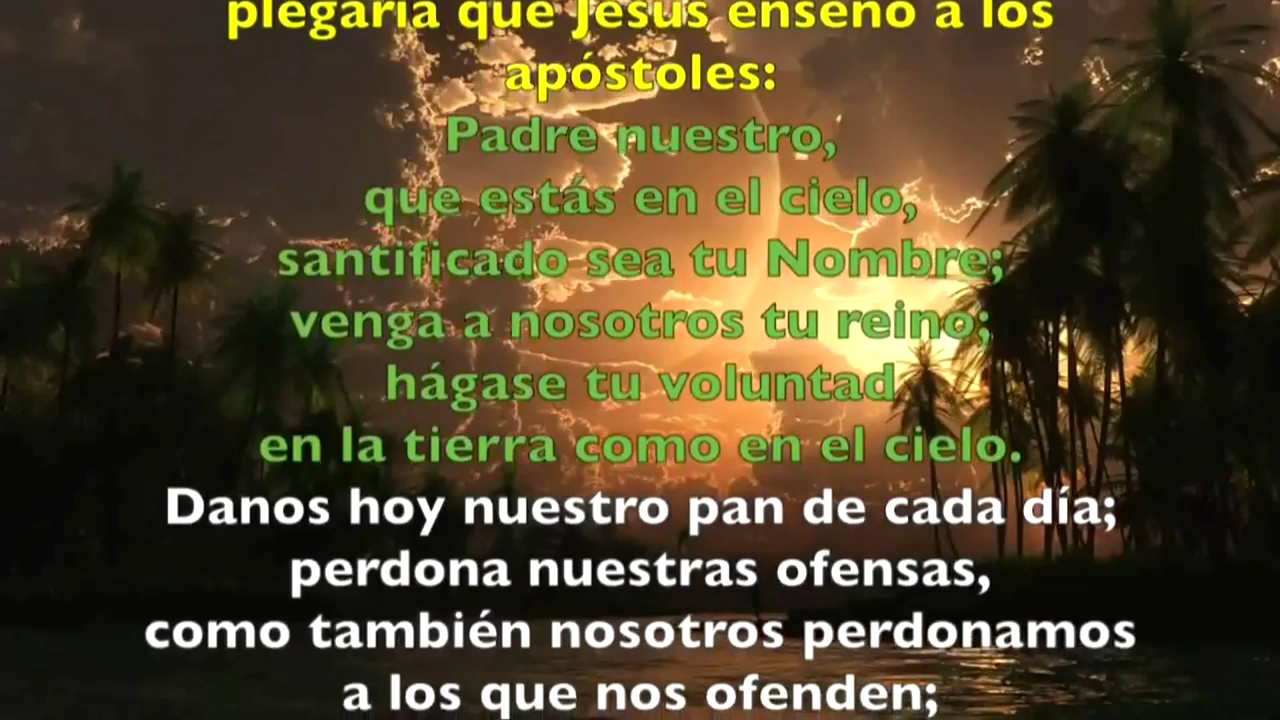 plegaria que Jesús enseñó a los
apóstoles:
Padre nuestro,
que estás en el cielo,
santificado sea tu Nombre;
venga a nosotros tu reino;
hágase tu voluntad
en la tierra como en el cielo.
Danos hoy nuestro pan de cada día;
perdona nuestras ofensas,
como también nosotros perdonamos
a los que nos ofenden;